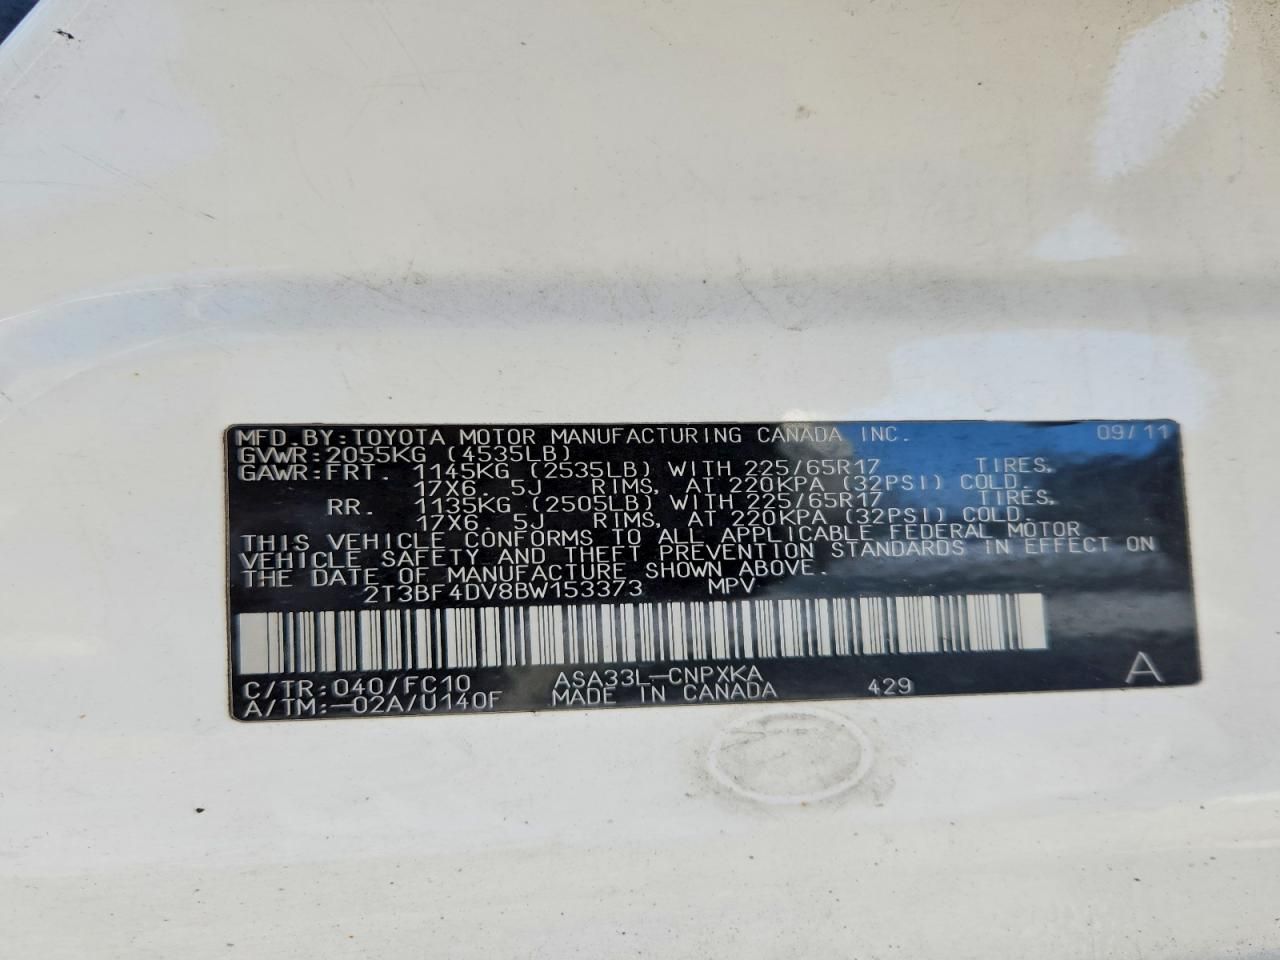 MFD.BY:TOYOTA MOTOR MANUFACTURING CANADA INC. 09/11
GVWR:2055KG (4535LB)
GAWR:FRT. 1145KG (2535LB) WITH 225/65R17 TIRES,
17X6.5J RIMS, AT 220KPA (32PSI) COLD.
RR. 1135KG (2505LB) WITH 225/65R17 TIRES,
17X6.5J RIMS, AT 220KPA (32PSI) COLD.
THIS VEHICLE CONFORMS TO ALL APPLICABLE FEDERAL MOTOR
VEHICLE SAFETY AND THEFT PREVENTION STANDARDS IN EFFECT ON
THE DATE OF MANUFACTURE SHOWN ABOVE.
2T3BF4DV8BW153373 MPV
C/TR:040/FC10 ASA33L-CNPXKA A
A/TM:-02A/U140F MADE IN CANADA 429